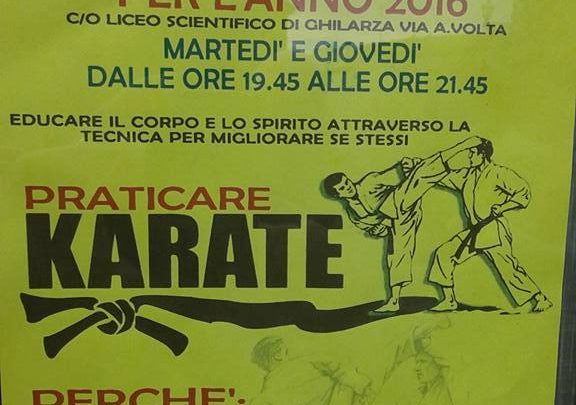 PER L'ANNO 2016
C/O LICEO SCIENTIFICO DI GHILARZA VIA A.VOLTA
MARTEDI' E GIOVEDI'
DALLE ORE 19.45 ALLE ORE 21.45
EDUCARE IL CORPO E LO SPIRITO ATTRAVERSO LA
TECNICA PER MIGLIORARE SE STESSI
PRATICARE
KARATE
PERCHE':